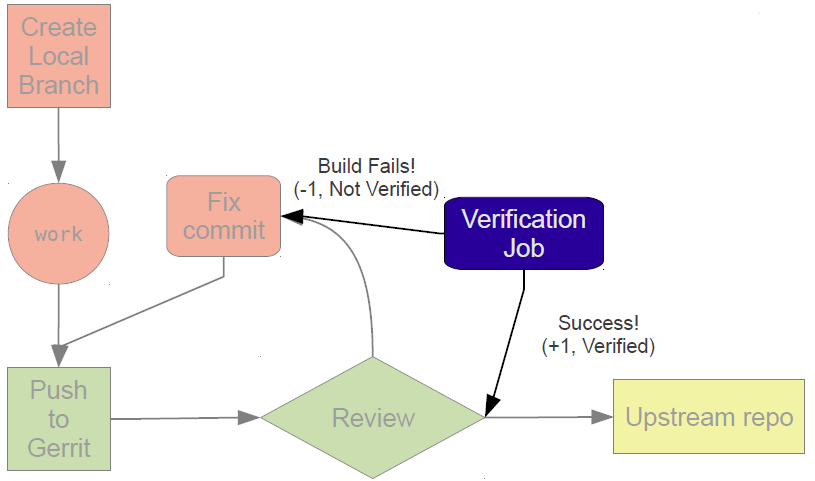 Create
Local
Branch
Build Fails!
(-1, Not Verified)
Fix
commit
Verification
Job
work
Success!
(+1, Verified)
Push
to
Gerrit
Review
Upstream repo